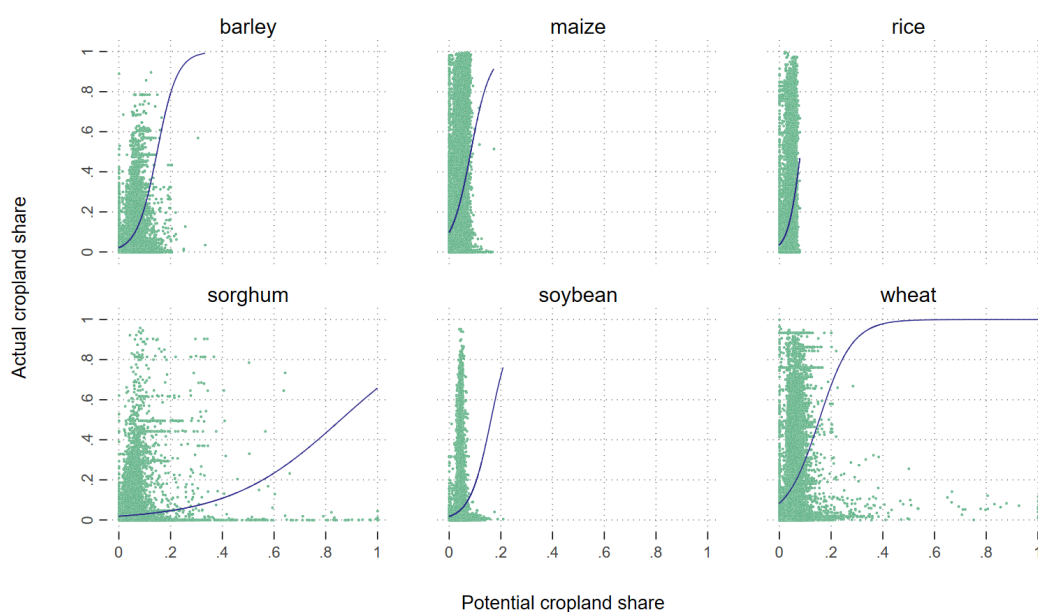 barley
maize
rice
Actual cropland share
0
.2
.4
.6
.8
1
sorghum
soybean
wheat
0
.2
.4
.6
.8
1
0 .2 .4 .6 .8 1
0 .2 .4 .6 .8 1
0 .2 .4 .6 .8 1
Potential cropland share